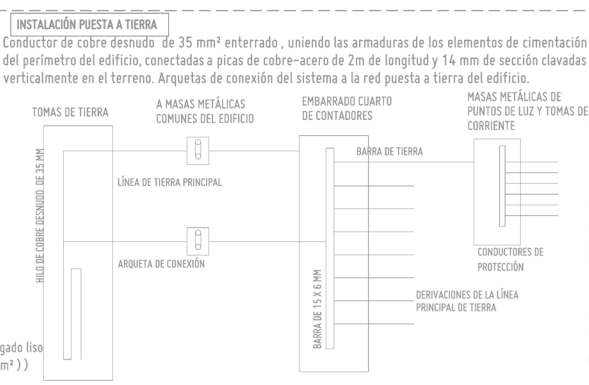 INSTALACIÓN PUESTA A TIERRA
Conductor de cobre desnudo de 35 mm² enterrado , uniendo las armaduras de los elementos de cimentación
del perímetro del edificio, conectadas a picas de cobre-acero de 2m de longitud y 14 mm de sección clavadas
verticalmente en el terreno. Arquetas de conexión del sistema a la red puesta a tierra del edificio.
TOMAS DE TIERRA
A MASAS METÁLICAS
COMUNES DEL EDIFICIO
EMBARRADO CUARTO
DE CONTADORES
MASAS METÁLICAS DE
PUNTOS DE LUZ Y TOMAS DE
CORRIENTE
HILO DE COBRE DESNUDO DE 35 MM
LÍNEA DE TIERRA PRINCIPAL
BARRA DE TIERRA
ARQUETA DE CONEXIÓN
BARRA DE 15 X 6 MM
CONDUCTORES DE
PROTECCIÓN
DERIVACIONES DE LA LÍNEA
PRINCIPAL DE TIERRA
gado liso
m² ) )